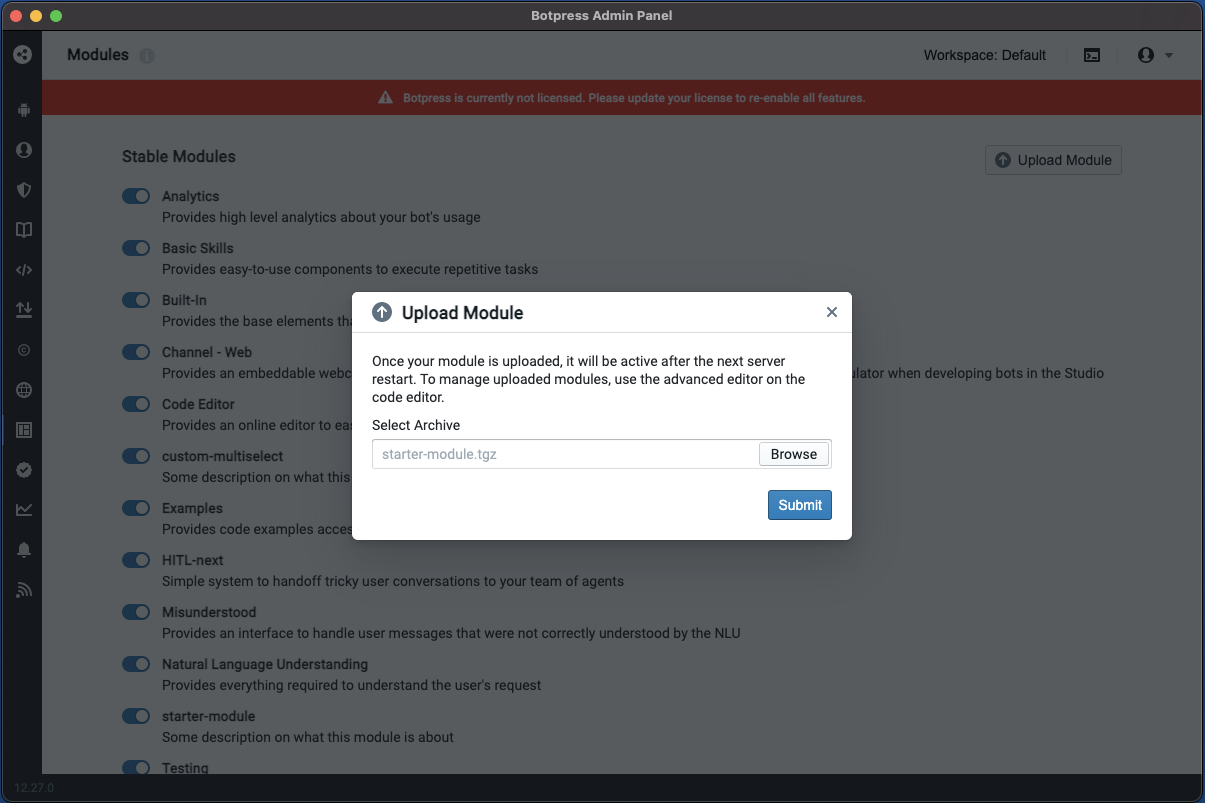 Botpress Admin Panel
Modules
Workspace: Default
Botpress is currently not licensed. Please update your license to re-enable all features.
Stable Modules
Upload Module
Analytics
Provides high level analytics about your bot's usage
Basic Skills
Provides easy-to-use components to execute repetitive tasks
Built-In
Provides the base elements tha
Channel - Web
Provides an embeddable webc
ulator when developing bots in the Studio
Code Editor
Provides an online editor to eas
custom-multiselect
Some description on what this
Examples
Provides code examples acces
HITL-next
Simple system to handoff tricky user conversations to your team of agents
Misunderstood
Provides an interface to handle user messages that were not correctly understood by the NLU
Natural Language Understanding
Provides everything required to understand the user's request
starter-module
Some description on what this module is about
Testing
Upload Module
Once your module is uploaded, it will be active after the next server
restart. To manage uploaded modules, use the advanced editor on the
code editor.
Select Archive
starter-module.tgz
Browse
Submit
12.27.0